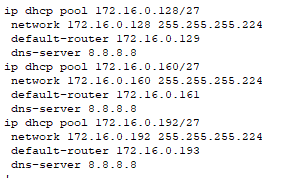 ip dhcp pool 172.16.0.128/27
network 172.16.0.128 255.255.255.224
default-router 172.16.0.129
dns-server 8.8.8.8
ip dhcp pool 172.16.0.160/27
network 172.16.0.160 255.255.255.224
default-router 172.16.0.161
dns-server 8.8.8.8
ip dhcp pool 172.16.0.192/27
network 172.16.0.192 255.255.255.224
default-router 172.16.0.193
dns-server 8.8.8.8